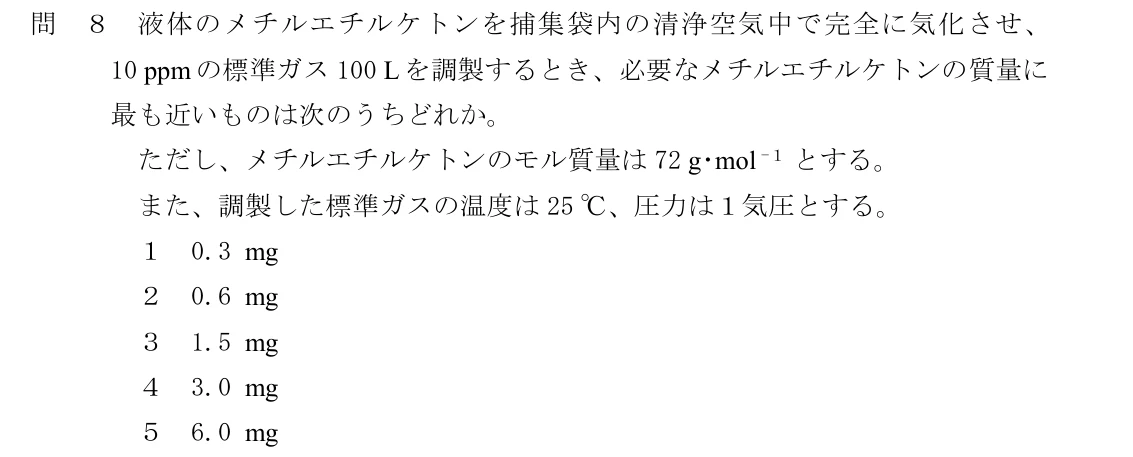 問　８　液体のメチルエチルケトンを捕集袋内の清浄空気中で完全に気化させ、
10 ppm の標準ガス 100 L を調製するとき、必要なメチルエチルケトンの質量に
最も近いものは次のうちどれか。
ただし、メチルエチルケトンのモル質量は 72 g･mol⁻¹ とする。
また、調製した標準ガスの温度は 25 ℃、圧力は１気圧とする。
１　0.3 mg
２　0.6 mg
３　1.5 mg
４　3.0 mg
５　6.0 mg